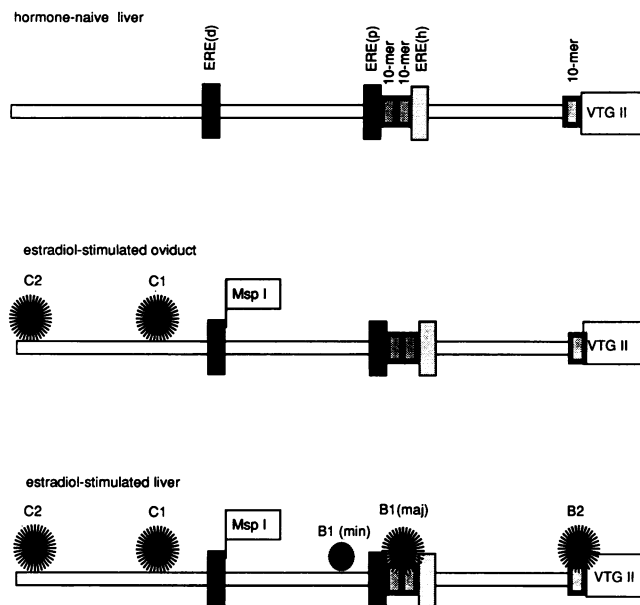 hormone-naive liver
ERE(d)
ERE(p)
10-mer
10-mer
ERE(h)
10-mer
VTG II
estradiol-stimulated oviduct
C2
C1
Msp I
VTG II
estradiol-stimulated liver
C2
C1
Msp I
B1 (min)
B1(maj)
B2
VTG II